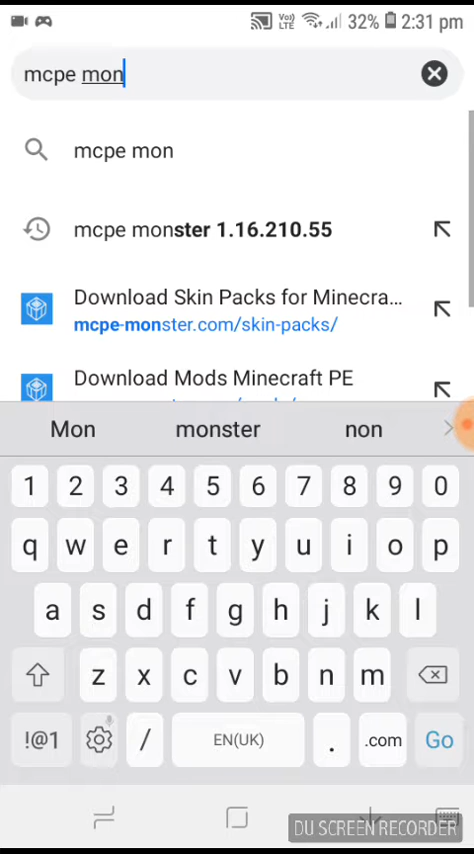 Vo)) LTE 32% 2:31 pm
mcpe mon
mcpe mon
mcpe monster 1.16.210.55
Download Skin Packs for Minecra...
mcpe-monster.com/skin-packs/
Download Mods Minecraft PE
Mon monster non
1 2 3 4 5 6 7 8 9 0
q w e r t y u i o p
a s d f g h j k l
z x c v b n m
!@1 / EN(UK) . .com Go
DU SCREEN RECORDER